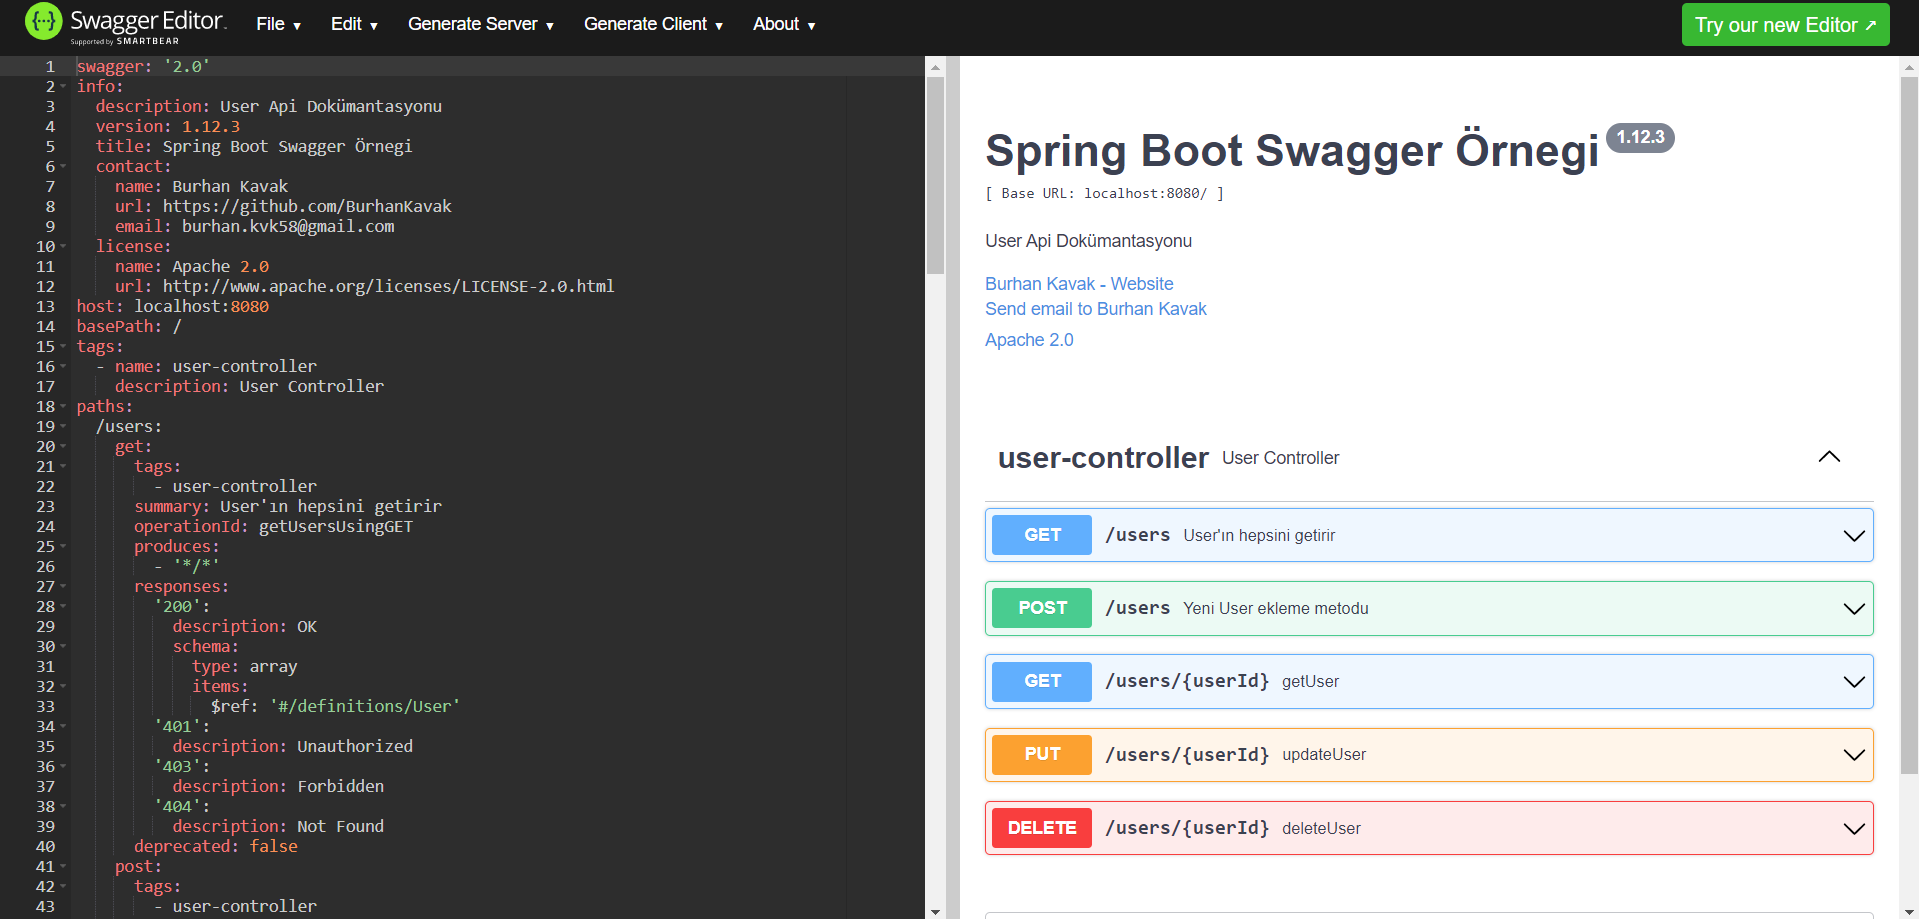 Swagger Editor.
Supported by SMARTBEAR
File ▼ Edit ▼ Generate Server ▼ Generate Client ▼ About ▼
Try our new Editor ↗
1 swagger: '2.0'
2 info:
3 description: User Api Dokümantasyonu
4 version: 1.12.3
5 title: Spring Boot Swagger Örnegi
6 contact:
7 name: Burhan Kavak
8 url: https://github.com/BurhanKavak
9 email: burhan.kvk58@gmail.com
10 license:
11 name: Apache 2.0
12 url: http://www.apache.org/licenses/LICENSE-2.0.html
13 host: localhost:8080
14 basePath: /
15 tags:
16 - name: user-controller
17 description: User Controller
18 paths:
19 /users:
20 get:
21 tags:
22 - user-controller
23 summary: User'ın hepsini getirir
24 operationId: getUsersUsingGET
25 produces:
26 - '*/*'
27 responses:
28 '200':
29 description: OK
30 schema:
31 type: array
32 items:
33 $ref: '#/definitions/User'
34 '401':
35 description: Unauthorized
36 '403':
37 description: Forbidden
38 '404':
39 description: Not Found
40 deprecated: false
41 post:
42 tags:
43 - user-controller
Spring Boot Swagger Örnegi 1.12.3
[ Base URL: localhost:8080/ ]
User Api Dokümantasyonu
Burhan Kavak - Website
Send email to Burhan Kavak
Apache 2.0
user-controller User Controller
GET /users User'ın hepsini getirir
POST /users Yeni User ekleme metodu
GET /users/{userId} getUser
PUT /users/{userId} updateUser
DELETE /users/{userId} deleteUser